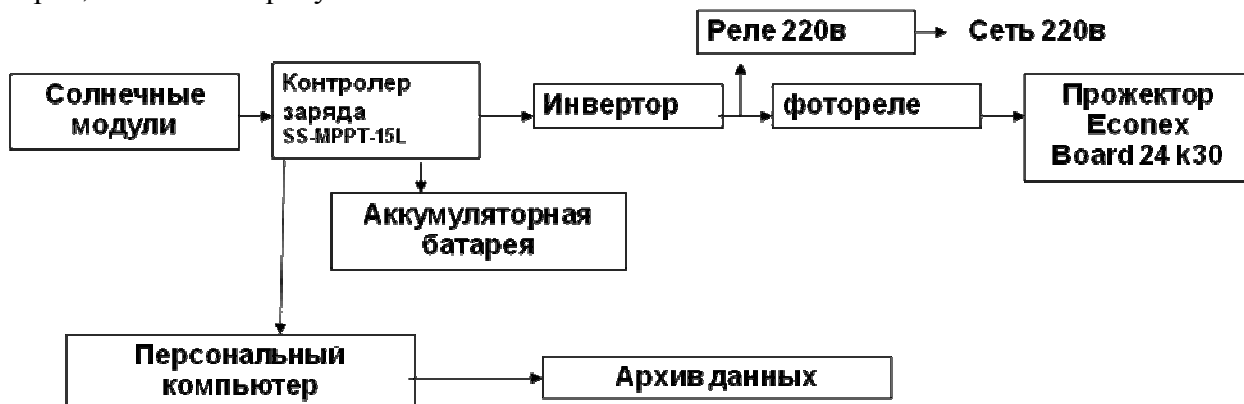 Реле 220в
Сеть 220в
Солнечные
модули
Контролер
заряда
SS-MPPT-15L
Инвертор
фотореле
Прожектор
Econex
Board 24 k30
Аккумуляторная
батарея
Персональный
компьютер
Архив данных